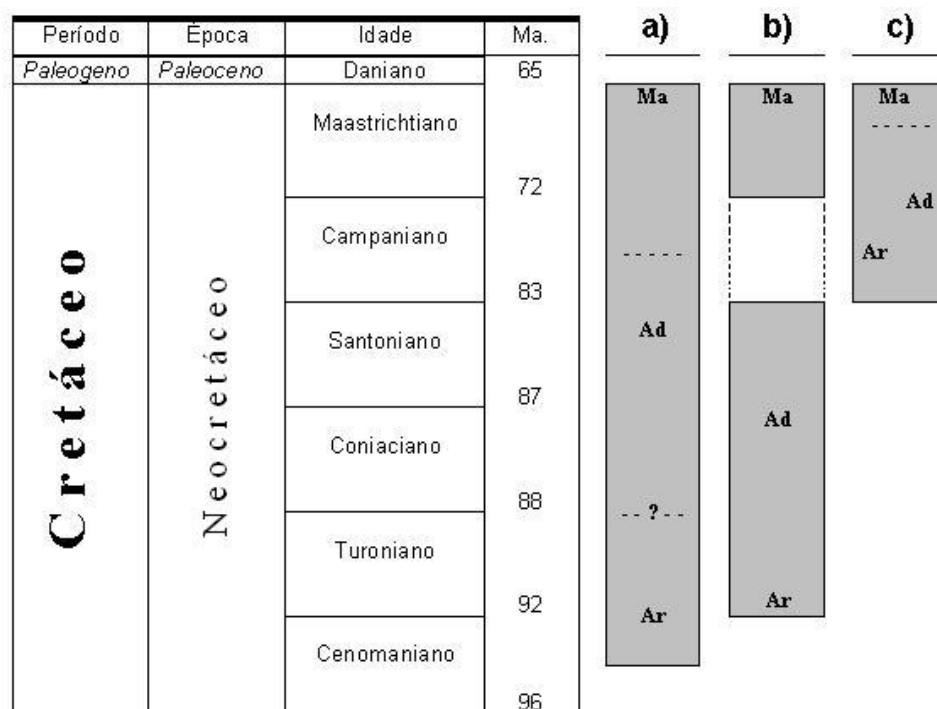 Período Época Idade Ma. a) b) c)
Paleogeno Paleoceno Daniano 65
Cretáceo
Neocretáceo
Maastrichtiano
72
Campaniano
83
Santoniano
87
Coniaciano
88
Turoniano
92
Cenomaniano
96
Ma
Ad
?
Ar
Ma
Ad
Ar
Ma
Ad
Ar